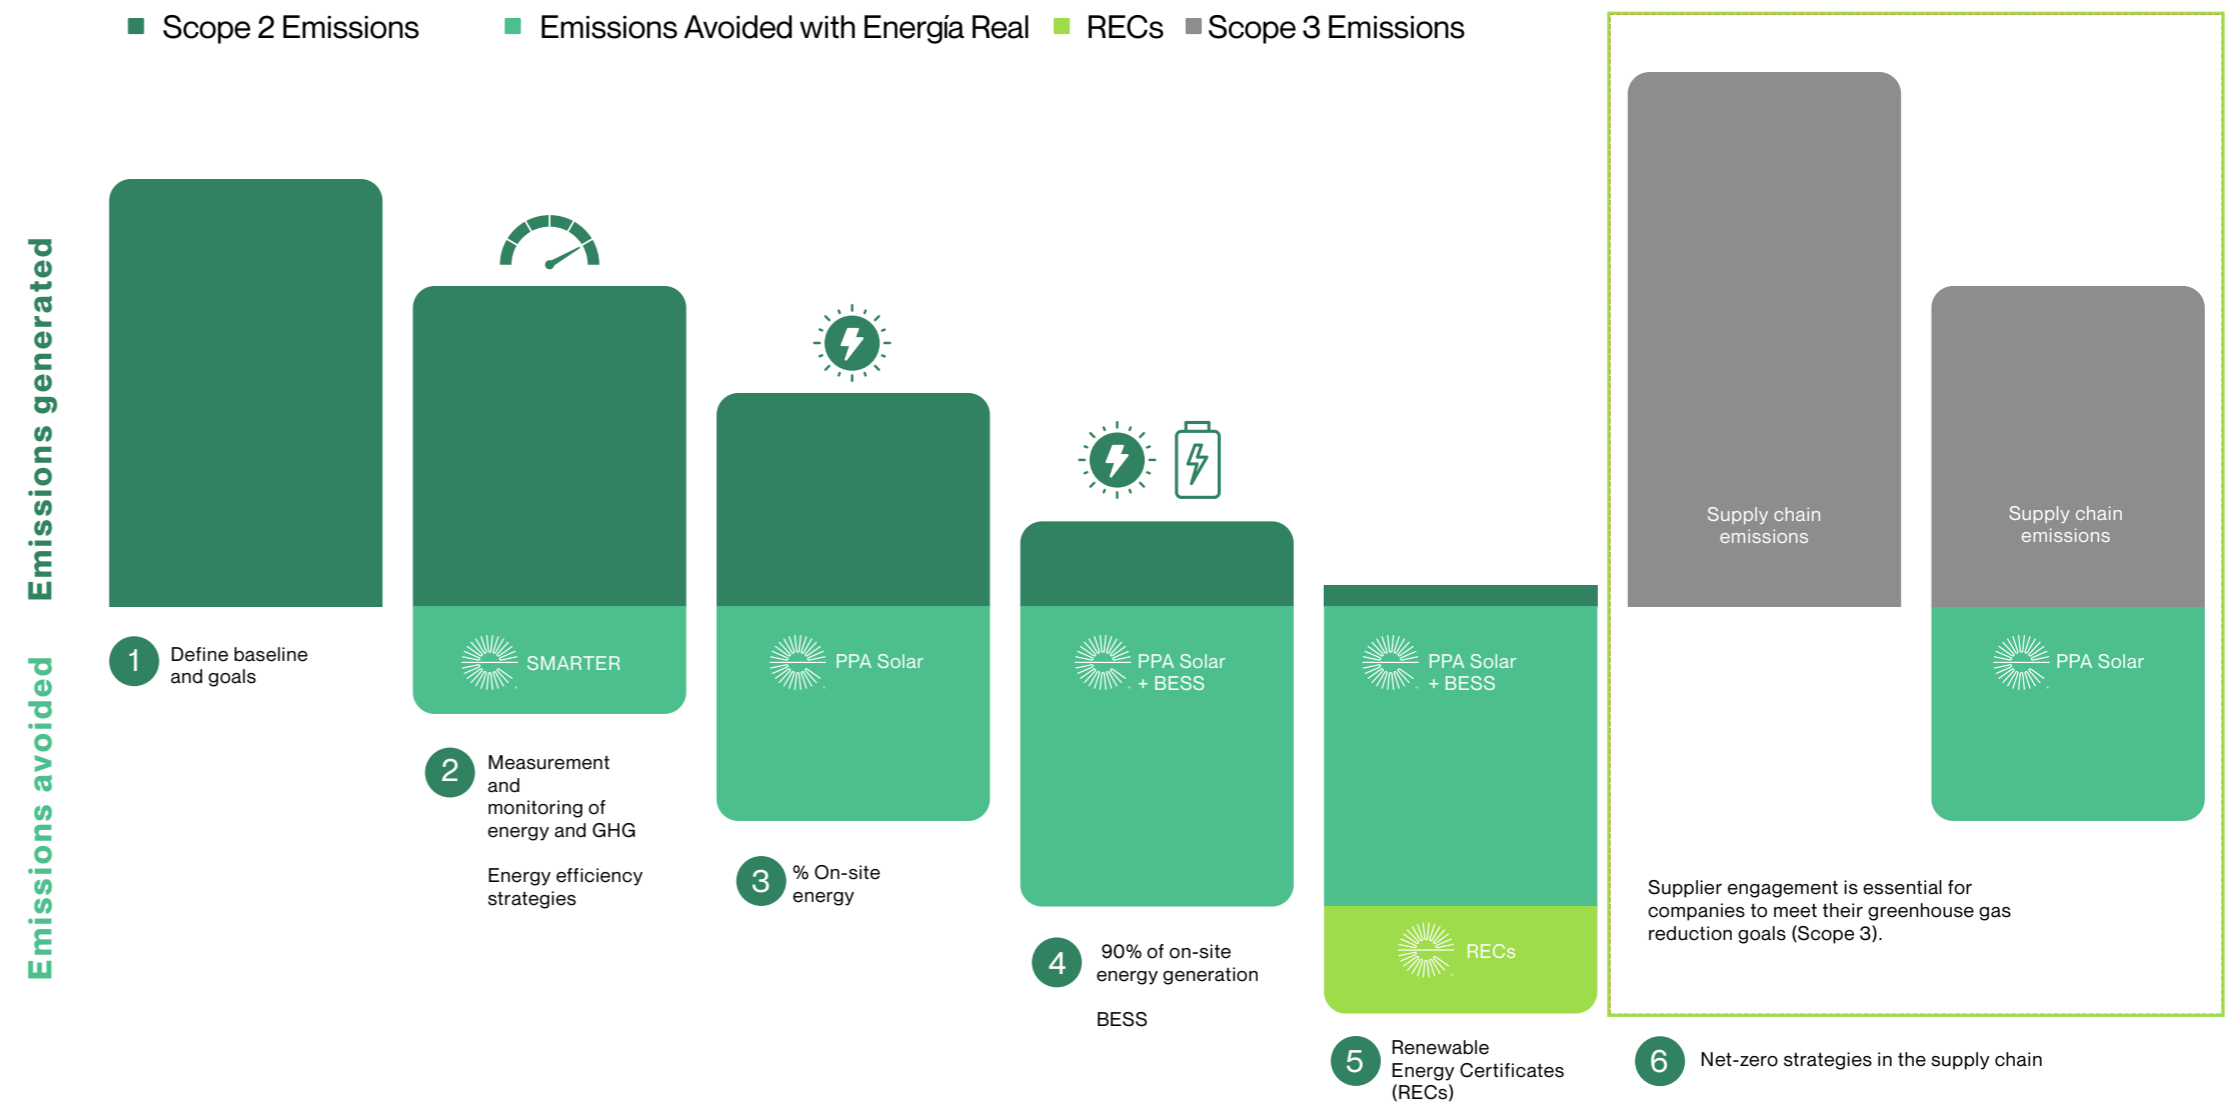 Scope 2 Emissions
Emissions Avoided with Energía Real
RECs
Scope 3 Emissions
Emissions generated
Emissions avoided
1
Define baseline
and goals
SMARTER
2
Measurement
and
monitoring of
energy and GHG
Energy efficiency
strategies
PPA Solar
3
% On-site
energy
PPA Solar
+ BESS
4
90% of on-site
energy generation
BESS
PPA Solar
+ BESS
RECs
5
Renewable
Energy Certificates
(RECs)
Supply chain
emissions
Supply chain
emissions
PPA Solar
Supplier engagement is essential for
companies to meet their greenhouse gas
reduction goals (Scope 3).
6
Net-zero strategies in the supply chain